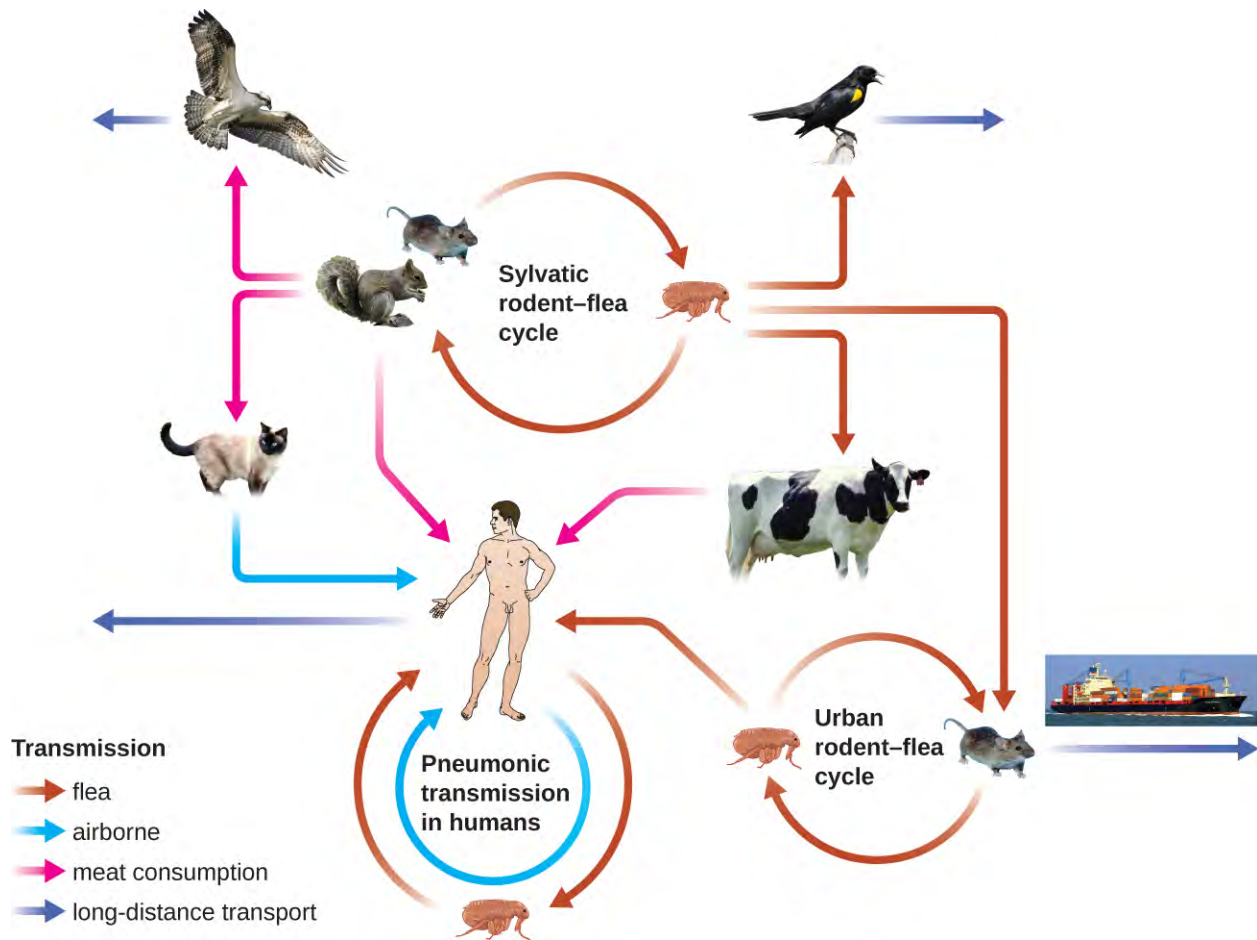 Sylvatic
rodent–flea
cycle
Urban
rodent–flea
cycle
Pneumonic
transmission
in humans
Transmission
flea
airborne
meat consumption
long-distance transport